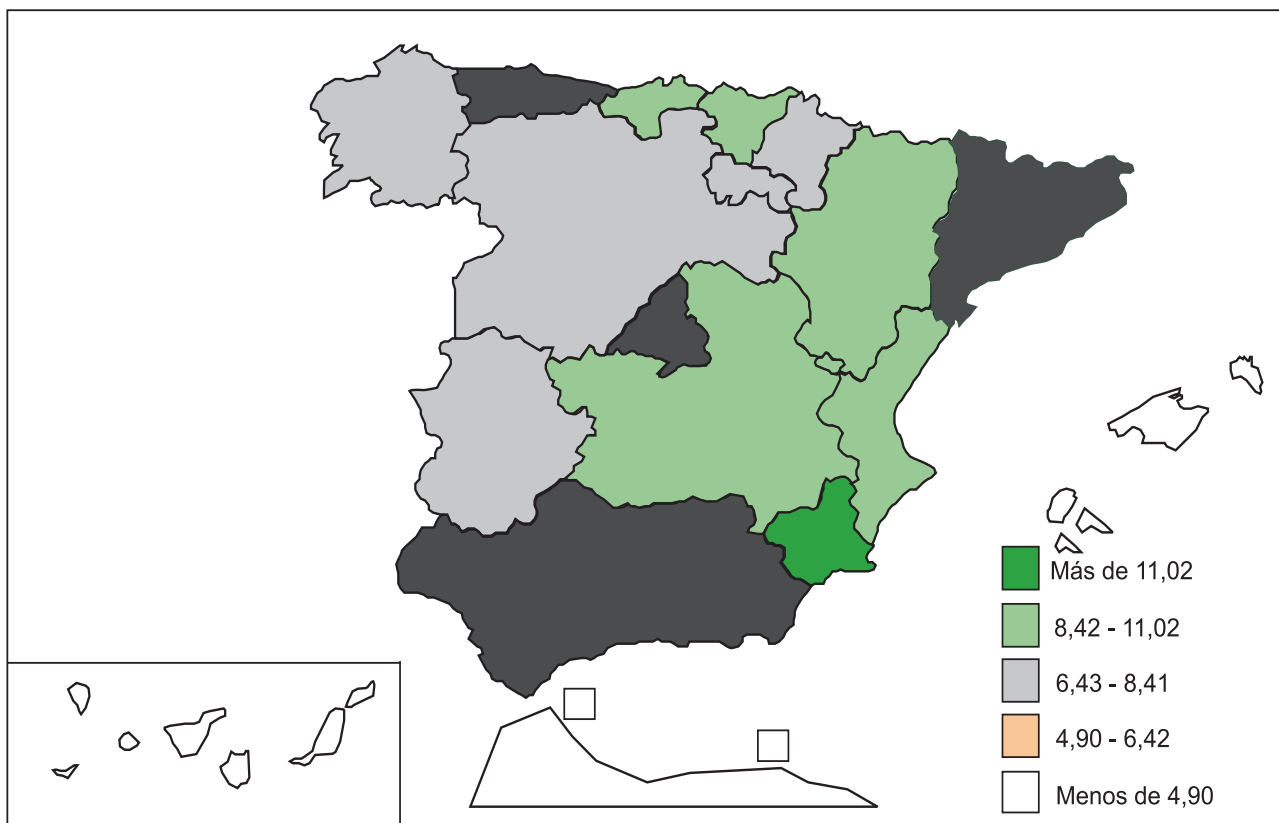 Más de 11,02
8,42 - 11,02
6,43 - 8,41
4,90 - 6,42
Menos de 4,90